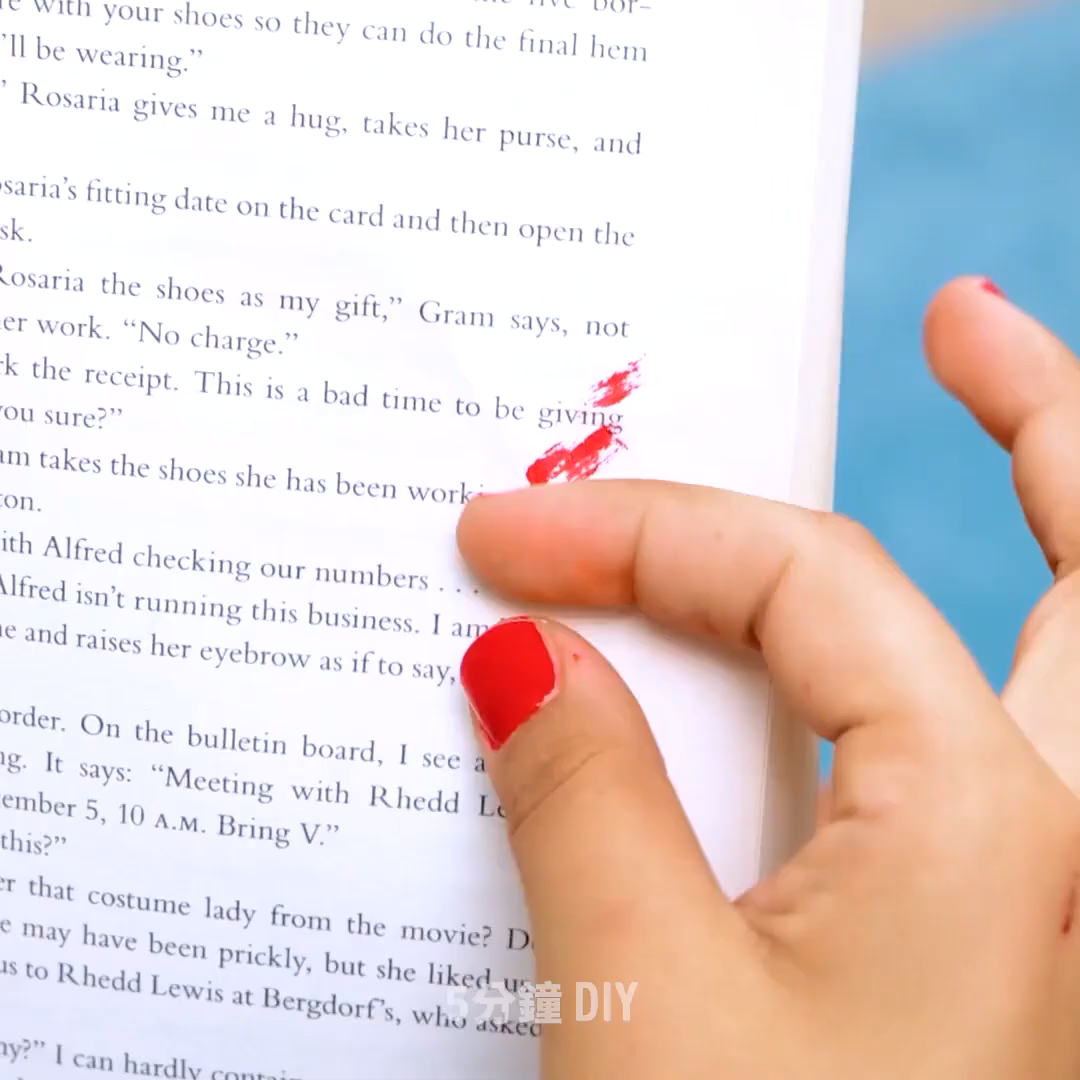 with your shoes so they can do the final hem
'll be wearing.”
” Rosaria gives me a hug, takes her purse, and
saria’s fitting date on the card and then open the
sk.
Rosaria the shoes as my gift,” Gram says, not
er work. “No charge.”
k the receipt. This is a bad time to be giving
you sure?”
am takes the shoes she has been work
ton.
ith Alfred checking our numbers . . .
Alfred isn’t running this business. I am
e and raises her eyebrow as if to say,
order. On the bulletin board, I see a
ng. It says: “Meeting with Rhedd Le
ember 5, 10 A.M. Bring V.”
this?”
er that costume lady from the movie? D
e may have been prickly, but she liked us
us to Rhedd Lewis at Bergdorf’s, who asked
ny?” I can hardly contain
5分鐘 DIY